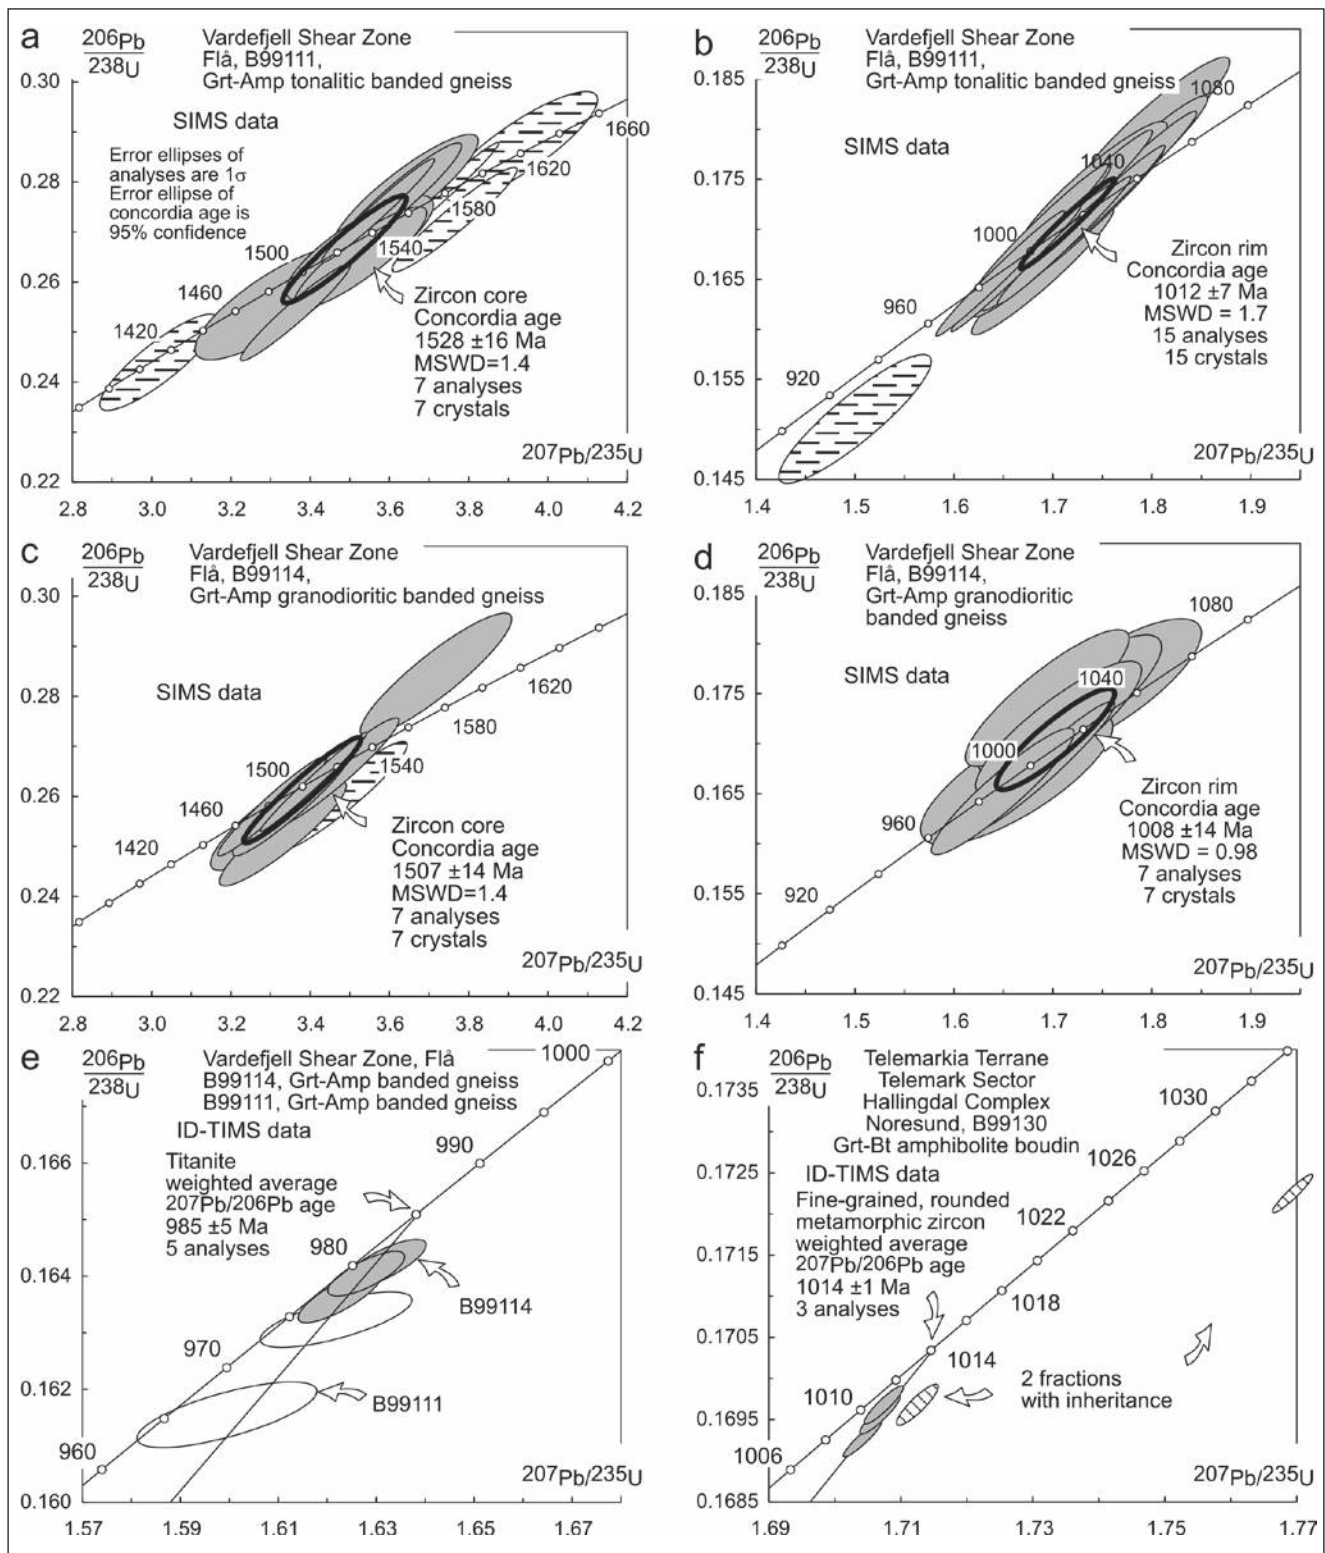 a
206Pb
238U
Vardefjell Shear Zone
Flå, B99111,
Grt-Amp tonalitic banded gneiss
SIMS data
Error ellipses of
analyses are 1σ
Error ellipse of
concordia age is
95% confidence
0.30
0.28
0.26
0.24
0.22
1420
1460
1500
1540
1580
1620
1660
Zircon core
Concordia age
1528 ±16 Ma
MSWD=1.4
7 analyses
7 crystals
207Pb/235U
2.8 3.0 3.2 3.4 3.6 3.8 4.0 4.2
b
206Pb
238U
Vardefjell Shear Zone
Flå, B99111,
Grt-Amp tonalitic banded gneiss
SIMS data
0.185
0.175
0.165
0.155
0.145
920
960
1000
1040
1080
Zircon rim
Concordia age
1012 ±7 Ma
MSWD = 1.7
15 analyses
15 crystals
207Pb/235U
1.4 1.5 1.6 1.7 1.8 1.9
c
206Pb
238U
Vardefjell Shear Zone
Flå, B99114,
Grt-Amp granodioritic banded gneiss
SIMS data
0.30
0.28
0.26
0.24
0.22
1420
1460
1500
1540
1580
1620
Zircon core
Concordia age
1507 ±14 Ma
MSWD=1.4
7 analyses
7 crystals
207Pb/235U
2.8 3.0 3.2 3.4 3.6 3.8 4.0 4.2
d
206Pb
238U
Vardefjell Shear Zone
Flå, B99114,
Grt-Amp granodioritic
banded gneiss
SIMS data
0.185
0.175
0.165
0.155
0.145
920
960
1000
1040
1080
Zircon rim
Concordia age
1008 ±14 Ma
MSWD = 0.98
7 analyses
7 crystals
207Pb/235U
1.4 1.5 1.6 1.7 1.8 1.9
e
206Pb
238U
Vardefjell Shear Zone, Flå
B99114, Grt-Amp banded gneiss
B99111, Grt-Amp banded gneiss
ID-TIMS data
Titanite
weighted average
207Pb/206Pb age
985 ±5 Ma
5 analyses
0.166
0.164
0.162
0.160
960
970
980
990
1000
B99114
B99111
207Pb/235U
1.57 1.59 1.61 1.63 1.65 1.67
f
206Pb
238U
Telemarkia Terrane
Telemark Sector
Hallingdal Complex
Noresund, B99130
Grt-Bt amphibolite boudin
ID-TIMS data
Fine-grained, rounded
metamorphic zircon
weighted average
207Pb/206Pb age
1014 ±1 Ma
3 analyses
0.1735
0.1725
0.1715
0.1705
0.1695
0.1685
1006
1010
1014
1018
1022
1026
1030
2 fractions
with inheritance
207Pb/235U
1.69 1.71 1.73 1.75 1.77